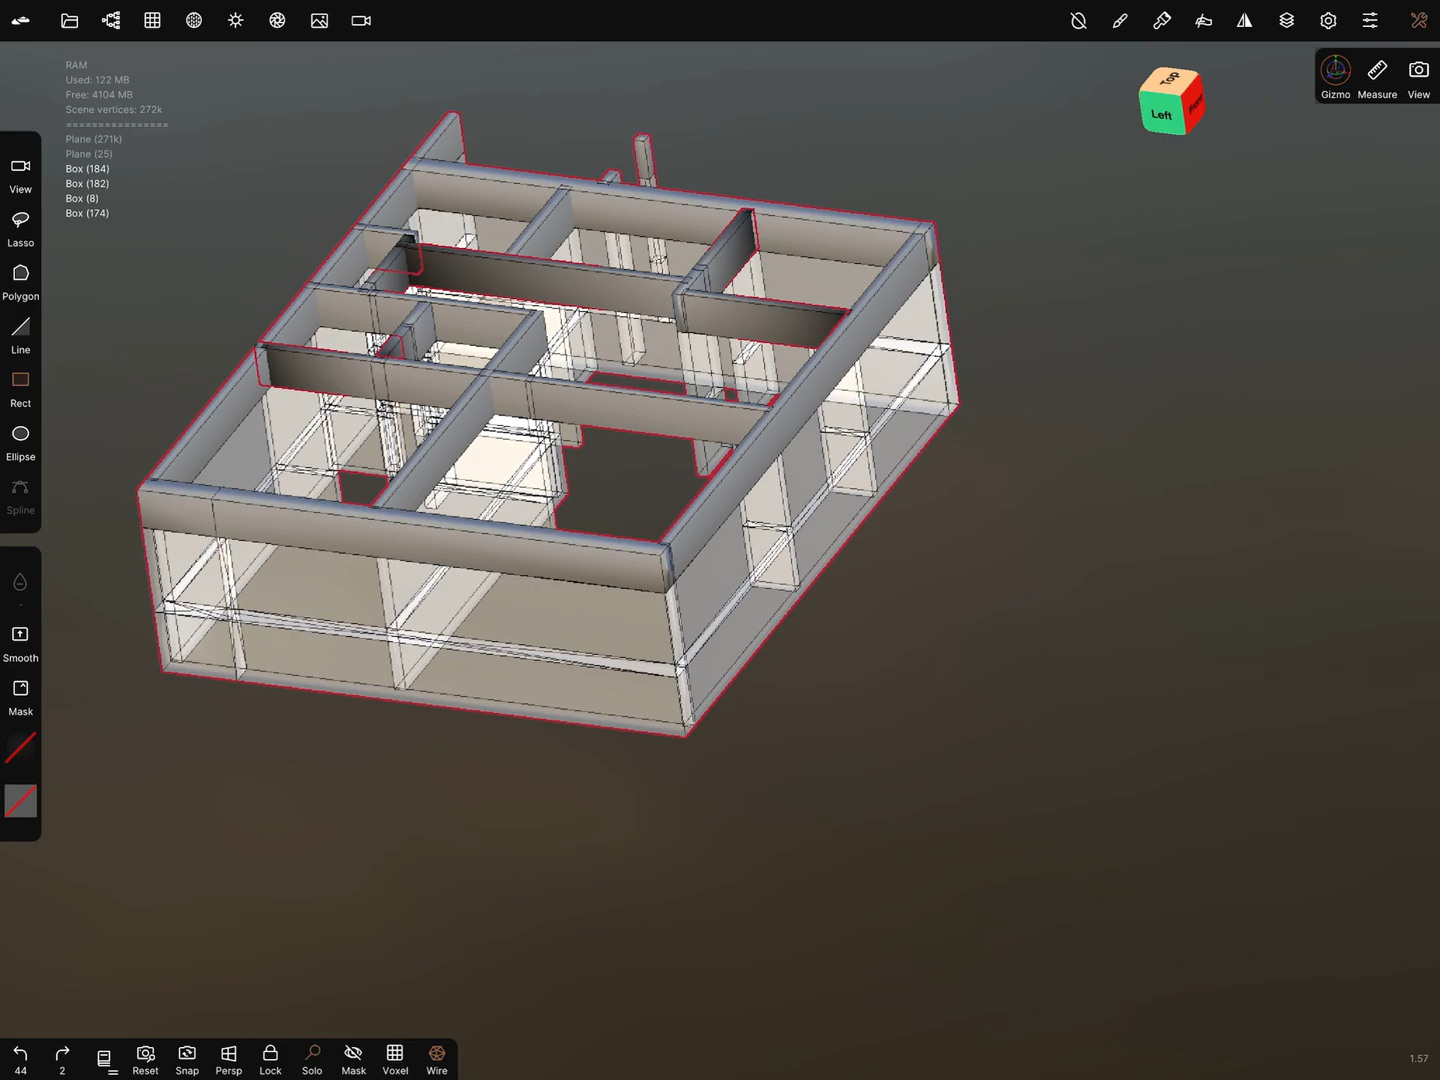 RAM
Used: 122 MB
Free: 4104 MB
Scene vertices: 272k
================
Plane (271k)
Plane (25)
Box (184)
Box (182)
Box (8)
Box (174)
Top
Left
Gizmo
Measure
View
View
Lasso
Polygon
Line
Rect
Ellipse
Spline
-
Smooth
Mask
44
2
Reset
Snap
Persp
Lock
Solo
Mask
Voxel
Wire
1.57